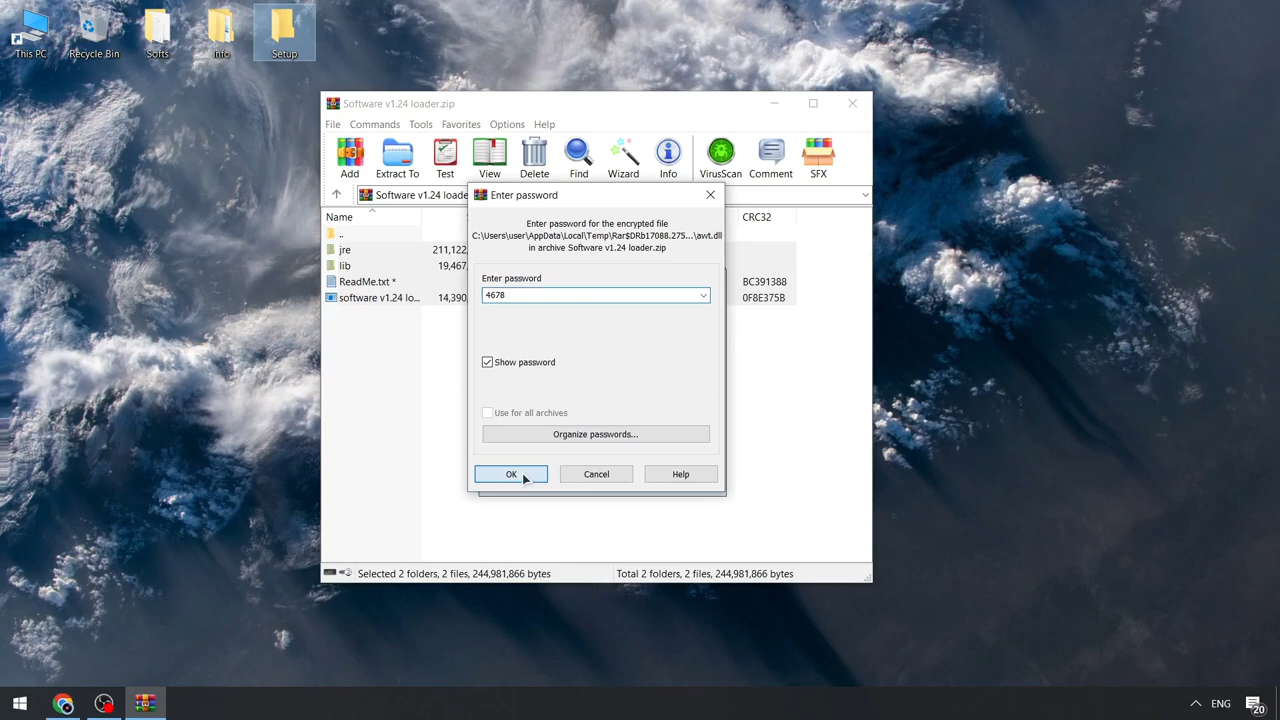 This PC
Recycle Bin
Softs
Info
Setup
Software v1.24 loader.zip
File Commands Tools Favorites Options Help
Add Extract To Test View Delete Find Wizard Info VirusScan Comment SFX
Software v1.24 loade
Name CRC32
..
jre 211,122,
lib 19,467,
ReadMe.txt * BC391388
software v1.24 lo... 14,390, 0F8E375B
Enter password
Enter password for the encrypted file
C:\Users\user\AppData\Local\Temp\Rar$DRb17088.275...\awt.dll
in archive Software v1.24 loader.zip
Enter password
4678
Show password
Use for all archives
Organize passwords...
OK Cancel Help
Selected 2 folders, 2 files, 244,981,866 bytes
Total 2 folders, 2 files, 244,981,866 bytes
ENG
20